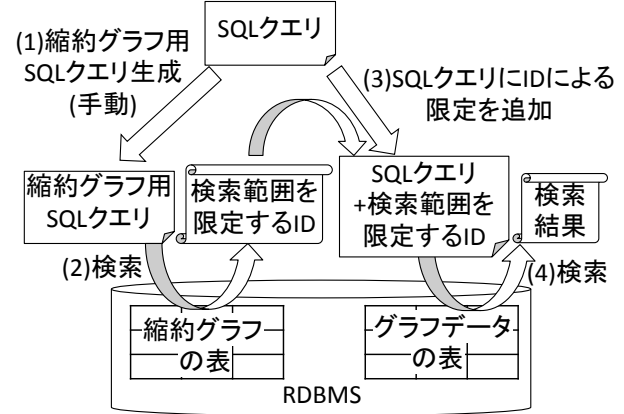 SQLクエリ
(1)縮約グラフ用
SQLクエリ生成
(手動)
(3)SQLクエリにIDによる
限定を追加
縮約グラフ用
SQLクエリ
検索範囲を
限定するID
SQLクエリ
+検索範囲を
限定するID
検索
結果
(2)検索
(4)検索
縮約グラフ
の表
グラフデータ
の表
RDBMS